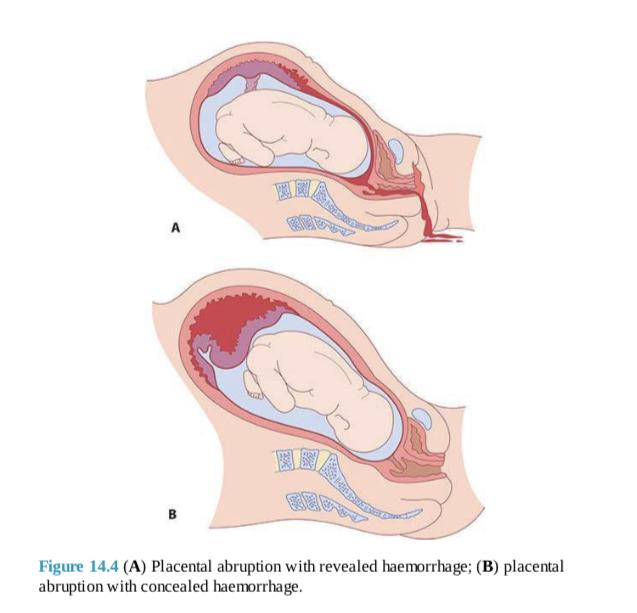 A
B
Figure 14.4 (A) Placental abruption with revealed haemorrhage; (B) placental
abruption with concealed haemorrhage.